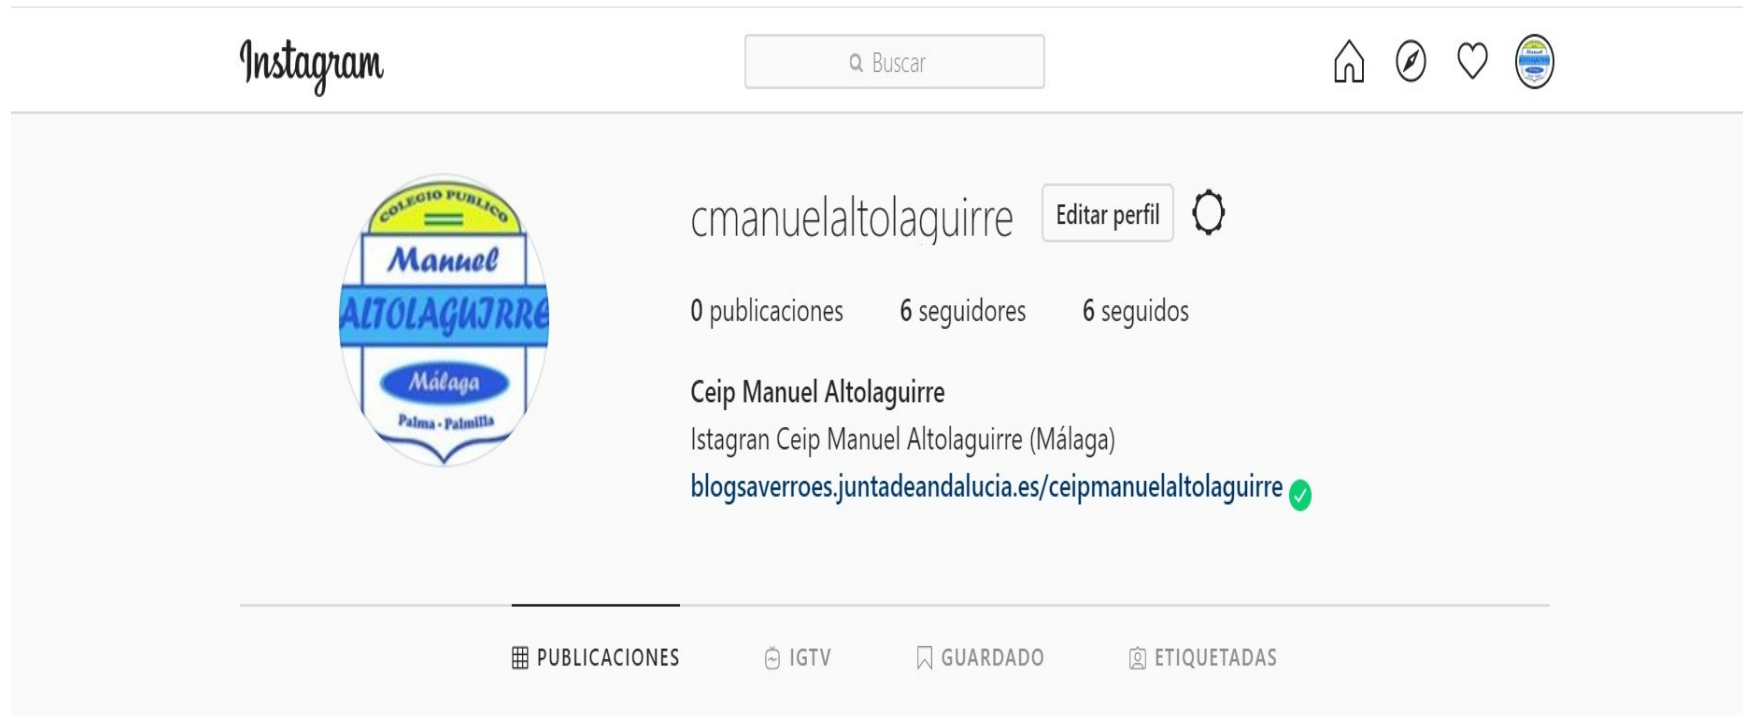 Instagram
Buscar
COLEGIO PUBLICO
Manuel
ALTOLAGUIRRE
Málaga
Palma - Palmilla
cmanuelaltolaguirre Editar perfil
0 publicaciones 6 seguidores 6 seguidos
Ceip Manuel Altolaguirre
Istagran Ceip Manuel Altolaguirre (Málaga)
blogsaverroes.juntadeandalucia.es/ceipmanuelaltolaguirre
PUBLICACIONES IGTV GUARDADO ETIQUETADAS